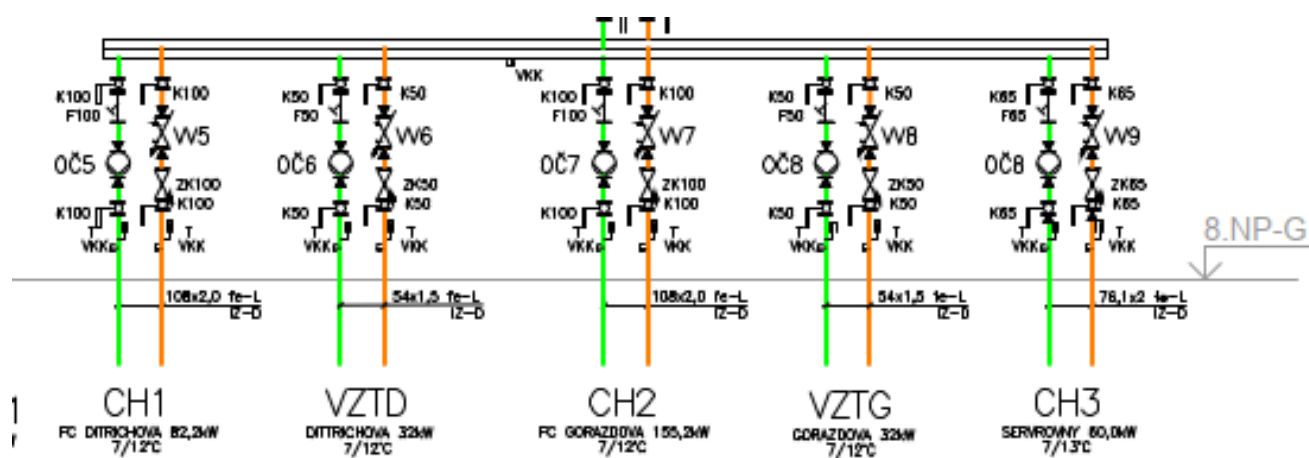 VKK
K100 K100 K50 K50 K100 K100 K50 K50 K65 K65
F100 F50 F100 F50 F65
VV5 VV6 VV7 VV8 VV9
OČ5 OČ6 OČ7 OČ8 OČ8
ZK100 ZK50 ZK100 ZK50 ZK65
K100 K100 K50 K50 K100 K100 K50 K50 K65 K65
T T T T T T T T T T
VKK VKK VKK VKK VKK VKK VKK VKK VKK VKK
8.NP-G
108x2,0 fe-L 54x1,5 fe-L 108x2,0 fe-L 54x1,5 fe-L 76,1x2 fe-L
IZ-D IZ-D IZ-D IZ-D IZ-D
CH1 VZTD CH2 VZTG CH3
FC DITRICHOVA 82,2kW DITTRICHOVA 32kW FC GORAZDOVA 155,2kW GORAZDOVA 32kW SERVROVNY 60,0kW
7/12°C 7/12°C 7/12°C 7/12°C 7/13°C